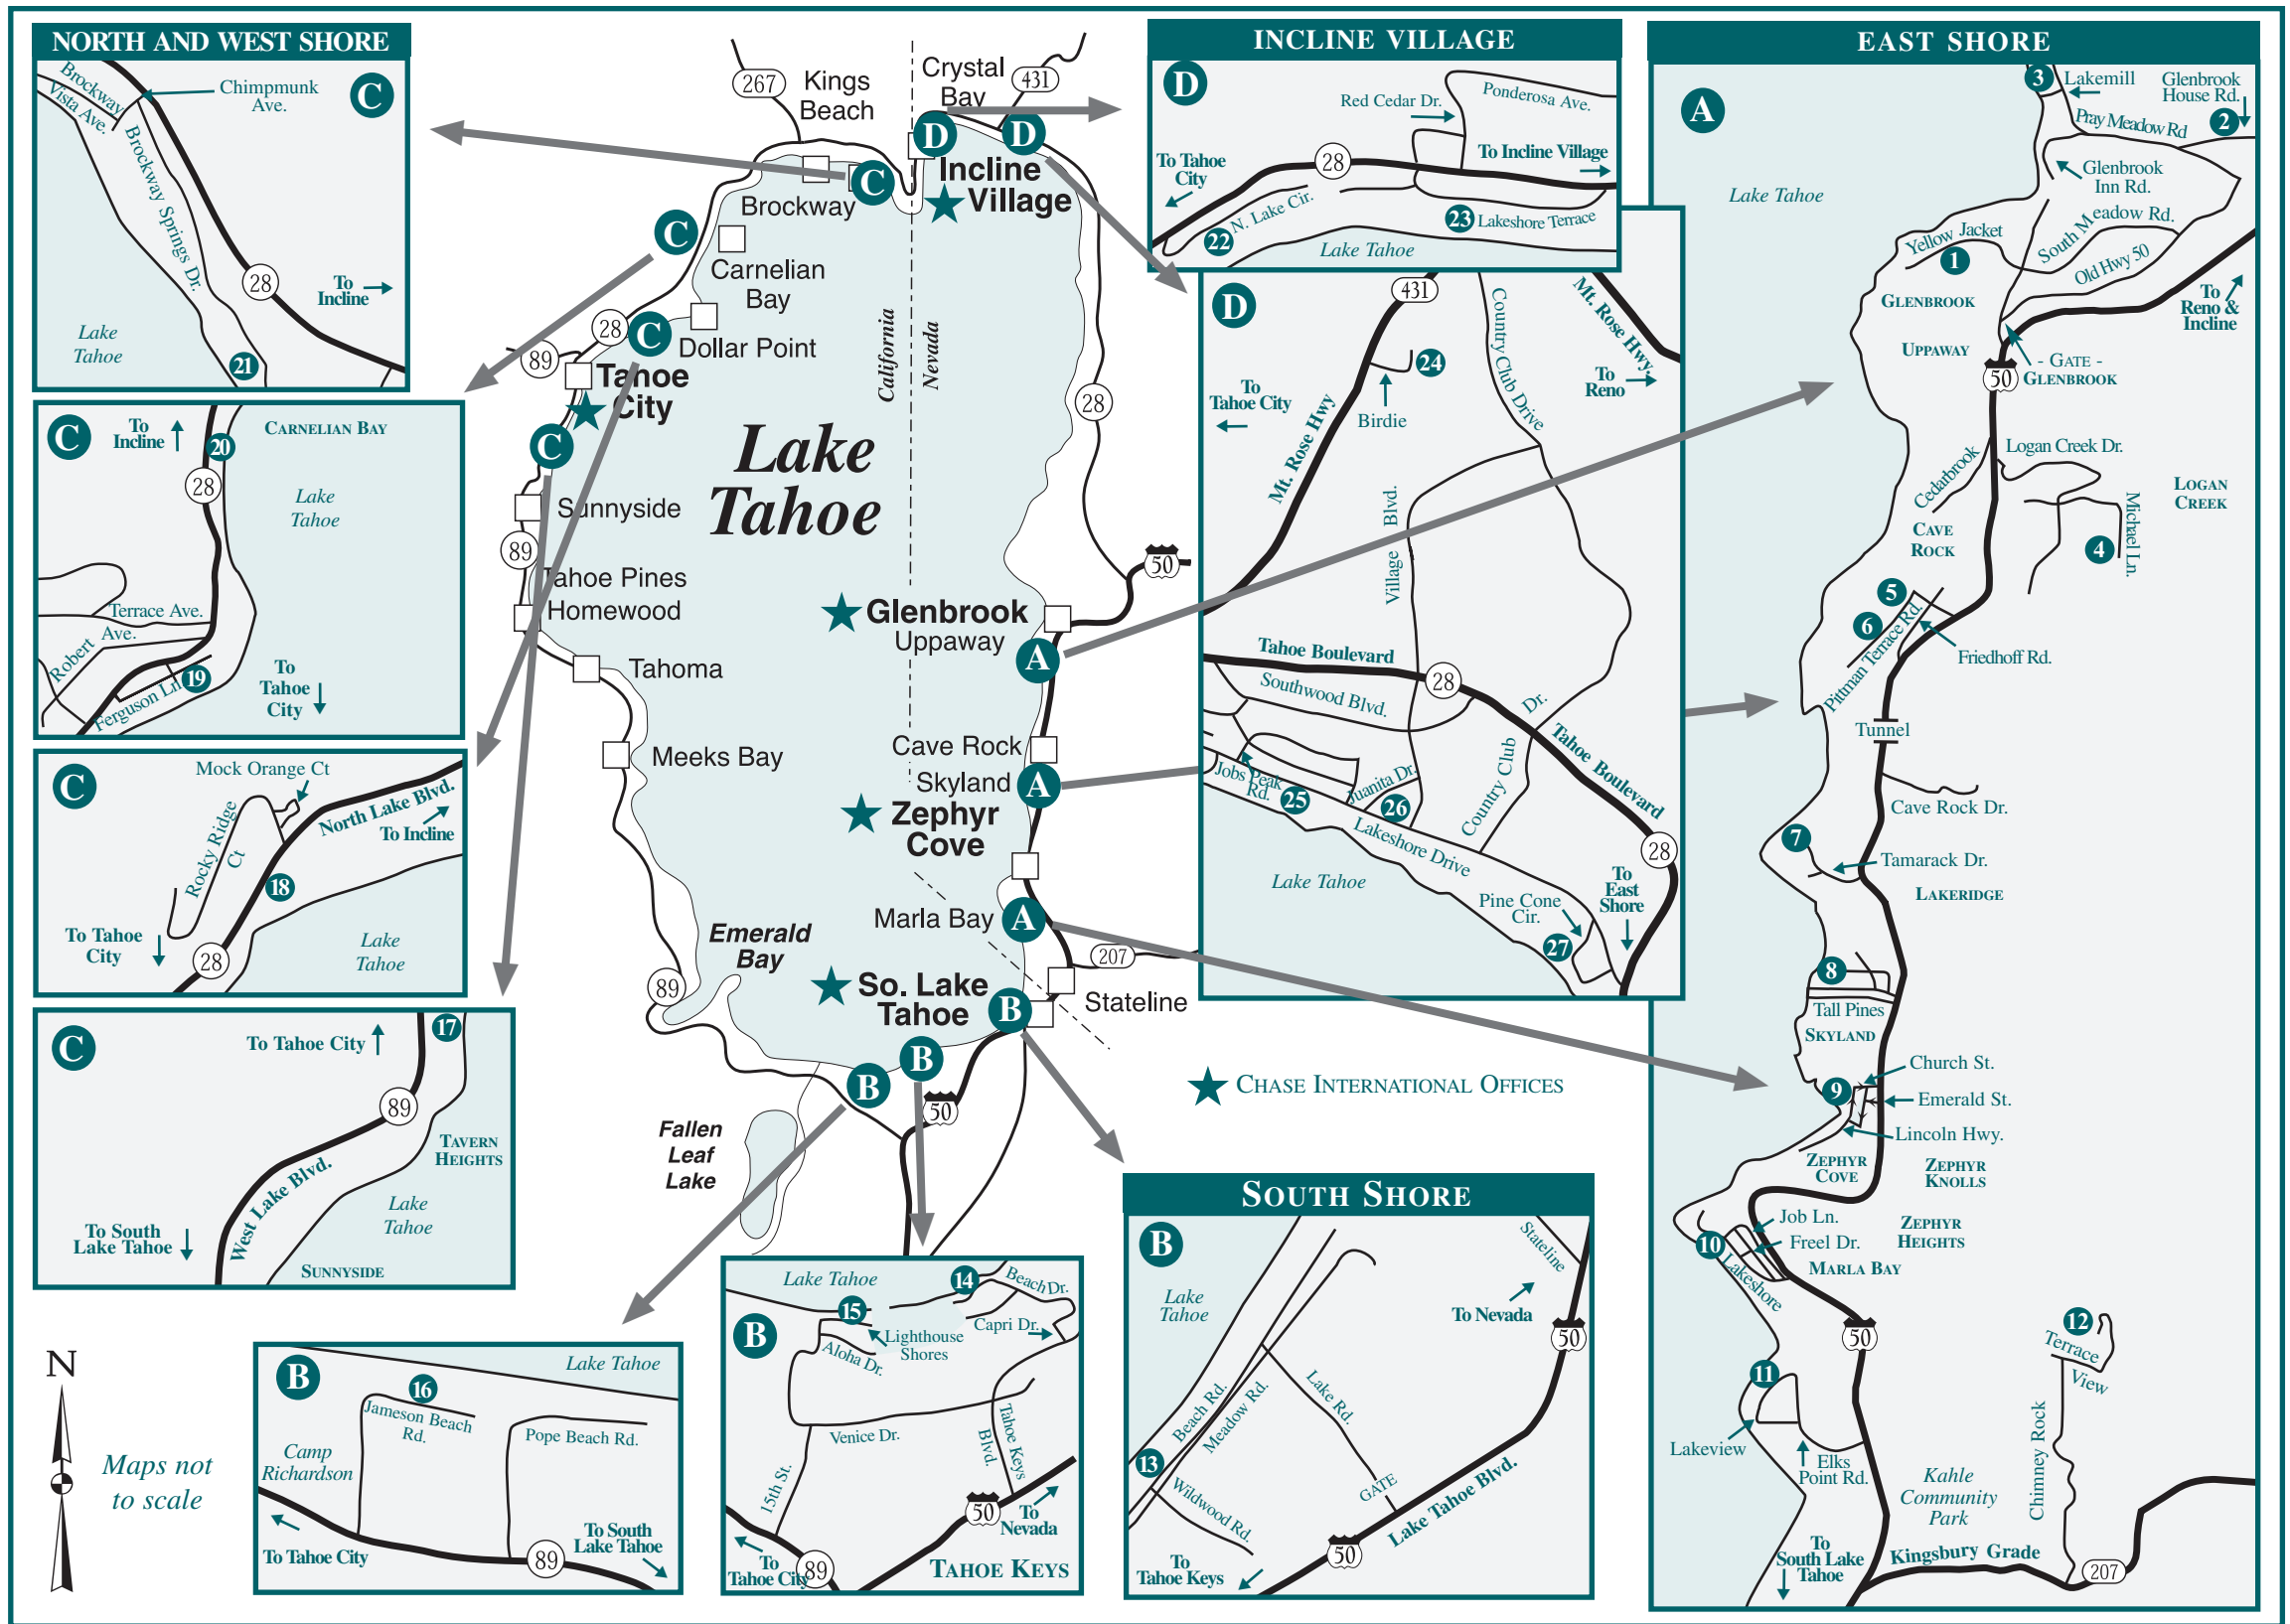 NORTH AND WEST SHORE
Brockway
Vista Ave.
Chimpmunk
Ave.
C
Brockway Springs Dr.
28
To
Incline
Lake
Tahoe
21
C
To
Incline
20
CARNELIAN BAY
28
Lake
Tahoe
Terrace Ave.
Robert
Ave.
Ferguson Ln
19
To
Tahoe
City
C
Mock Orange Ct
Rocky Ridge
Ct
North Lake Blvd.
To Incline
18
To Tahoe
City
28
Lake
Tahoe
C
To Tahoe City
17
89
TAVERN
HEIGHTS
West Lake Blvd.
Lake
Tahoe
To South
Lake Tahoe
SUNNYSIDE
N
Maps not
to scale
B
Lake Tahoe
16
Jameson Beach
Rd.
Pope Beach Rd.
Camp
Richardson
To Tahoe City
89
To South
Lake Tahoe
267
Kings
Beach
Crystal
Bay
431
D
D
C
Incline
Village
Brockway
C
Carnelian
Bay
28
C
Dollar Point
89
Tahoe
City
California
Nevada
28
C
Lake
Tahoe
Sunnyside
89
50
Tahoe Pines
Homewood
Glenbrook
Uppaway
A
Tahoma
Meeks Bay
Cave Rock
Skyland
A
Zephyr
Cove
Marla Bay
A
207
Emerald
Bay
89
So. Lake
Tahoe
B
Stateline
B
B
50
Fallen
Leaf
Lake
CHASE INTERNATIONAL OFFICES
B
Lake Tahoe
14
Beach Dr.
15
Lighthouse
Shores
Capri Dr.
Aloha Dr.
Venice Dr.
Tahoe Keys
Blvd.
15th St.
50
To
Nevada
To
Tahoe City
89
TAHOE KEYS
SOUTH SHORE
B
Stateline
Lake
Tahoe
To Nevada
50
Beach Rd.
Meadow Rd.
Lake Rd.
13
Wildwood Rd.
GATE
Lake Tahoe Blvd.
50
To
Tahoe Keys
INCLINE VILLAGE
D
Red Cedar Dr.
Ponderosa Ave.
To Tahoe
City
28
To Incline Village
N. Lake Cir.
22
23
Lakeshore Terrace
Lake Tahoe
D
431
Country Club Drive
Mt. Rose Hwy.
24
To
Tahoe City
Birdie
To
Reno
Mt. Rose Hwy
Village Blvd.
Tahoe Boulevard
28
Southwood Blvd.
Dr.
Tahoe Boulevard
Country Club
Jobs Peak
Rd.
25
Juanita Dr.
26
Lakeshore Drive
28
Lake Tahoe
Pine Cone
Cir.
27
To
East
Shore
EAST SHORE
A
3
Lakemill
Glenbrook
House Rd.
2
Pray Meadow Rd
Lake Tahoe
Glenbrook
Inn Rd.
Yellow Jacket
1
South Meadow Rd.
Old Hwy 50
GLENBROOK
To
Reno &
Incline
UPPAWAY
- GATE -
GLENBROOK
50
Logan Creek Dr.
Cedarbrook
LOGAN
CREEK
CAVE
ROCK
Michael Ln.
4
5
6
Pittman Terrace Rd.
Friedhoff Rd.
Tunnel
Cave Rock Dr.
7
Tamarack Dr.
LAKERIDGE
8
Tall Pines
SKYLAND
Church St.
9
Emerald St.
Lincoln Hwy.
ZEPHYR
COVE
ZEPHYR
KNOLLS
Job Ln.
Freel Dr.
ZEPHYR
HEIGHTS
10
Lakeshore
MARLA BAY
50
12
Terrace
View
11
Lakeview
Elks
Point Rd.
Chimney Rock
Kahle
Community
Park
To
South Lake
Tahoe
Kingsbury Grade
207